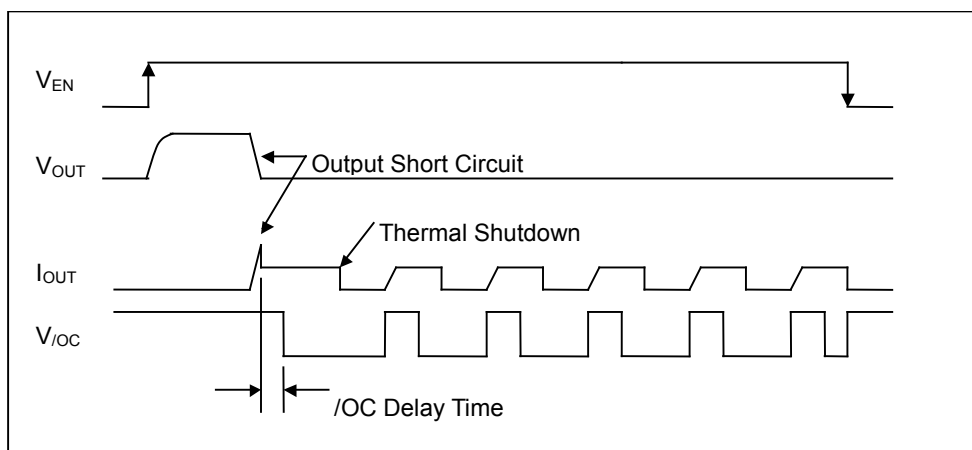 VEN
VOUT
Output Short Circuit
Thermal Shutdown
IOUT
V/OC
/OC Delay Time